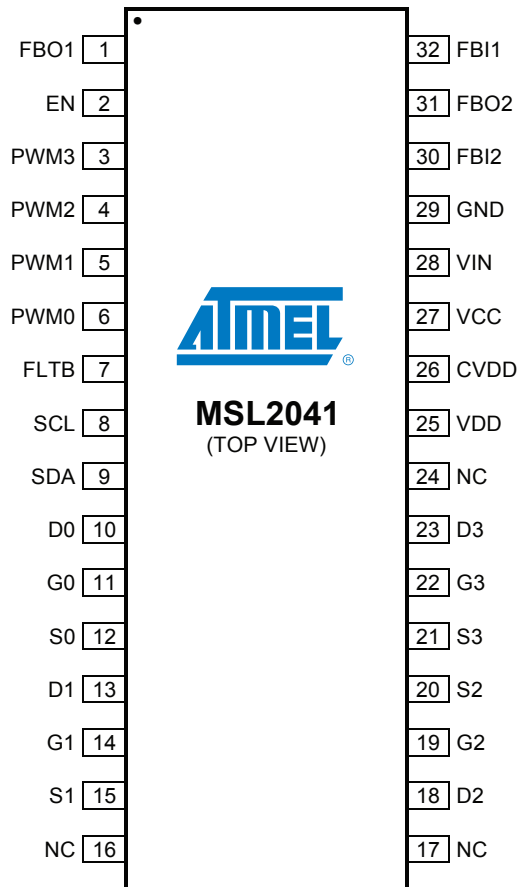 FBO1 1 32 FBI1
EN 2 31 FBO2
PWM3 3 30 FBI2
PWM2 4 29 GND
PWM1 5 28 VIN
PWM0 6 27 VCC
FLTB 7 26 CVDD
SCL 8 25 VDD
SDA 9 24 NC
D0 10 23 D3
G0 11 22 G3
S0 12 21 S3
D1 13 20 S2
G1 14 19 G2
S1 15 18 D2
NC 16 17 NC
ATMEL ®
MSL2041
(TOP VIEW)